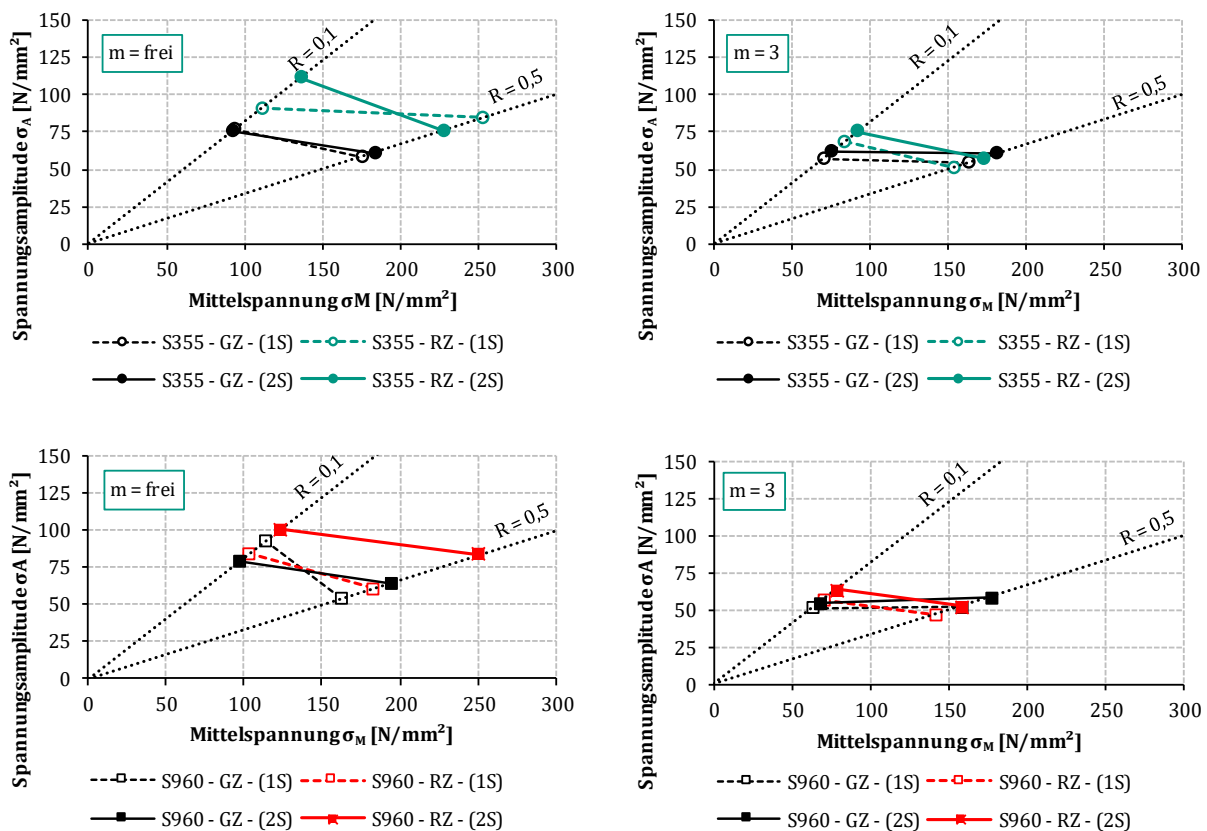 Spannungsamplitude σA [N/mm²]
150
125
100
75
50
25
0
m = frei
R = 0,1
R = 0,5
0 50 100 150 200 250 300
Mittelspannung σM [N/mm²]
S355 - GZ - (1S) S355 - RZ - (1S)
S355 - GZ - (2S) S355 - RZ - (2S)
Spannungsamplitude σA [N/mm²]
150
125
100
75
50
25
0
m = 3
R = 0,1
R = 0,5
0 50 100 150 200 250 300
Mittelspannung σM [N/mm²]
S355 - GZ - (1S) S355 - RZ - (1S)
S355 - GZ - (2S) S355 - RZ - (2S)
Spannungsamplitude σA [N/mm²]
150
125
100
75
50
25
0
m = frei
R = 0,1
R = 0,5
0 50 100 150 200 250 300
Mittelspannung σM [N/mm²]
S960 - GZ - (1S) S960 - RZ - (1S)
S960 - GZ - (2S) S960 - RZ - (2S)
Spannungsamplitude σA [N/mm²]
150
125
100
75
50
25
0
m = 3
R = 0,1
R = 0,5
0 50 100 150 200 250 300
Mittelspannung σM [N/mm²]
S960 - GZ - (1S) S960 - RZ - (1S)
S960 - GZ - (2S) S960 - RZ - (2S)